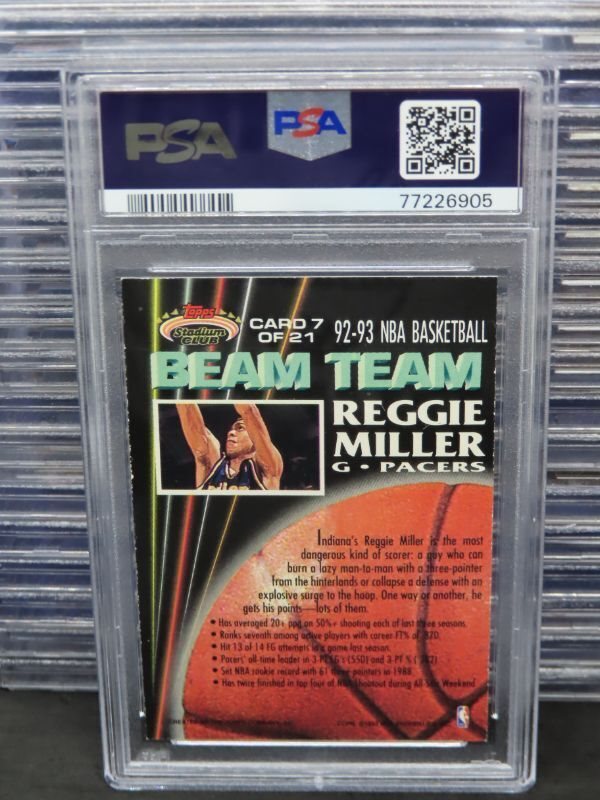 PSA
PSA
77226905
Topps
Stadium
CLUB
CARD 7
OF 21
92-93 NBA BASKETBALL
BEAM TEAM
REGGIE
MILLER
G • PACERS
Indiana's Reggie Miller is the most
dangerous kind of scorer: a guy who can
burn a lazy man-to-man with a three-pointer
from the hinterlands or collapse a defense with an
explosive surge to the hoop. One way or another, he
gets his points—lots of them.
• Has averaged 20+ ppg on 50%+ shooting each of last three seasons.
• Ranks seventh among active players with career FT% of .870.
• Hit 13 of 14 FG attempts in a game last season.
• Pacers' all-time leader in 3-PT FG's (550) and 3-PT %
• Set NBA rookie record with 61 three-pointers in 1988.
• Has twice finished in top four of NBA Shootout during All-Star Weekend